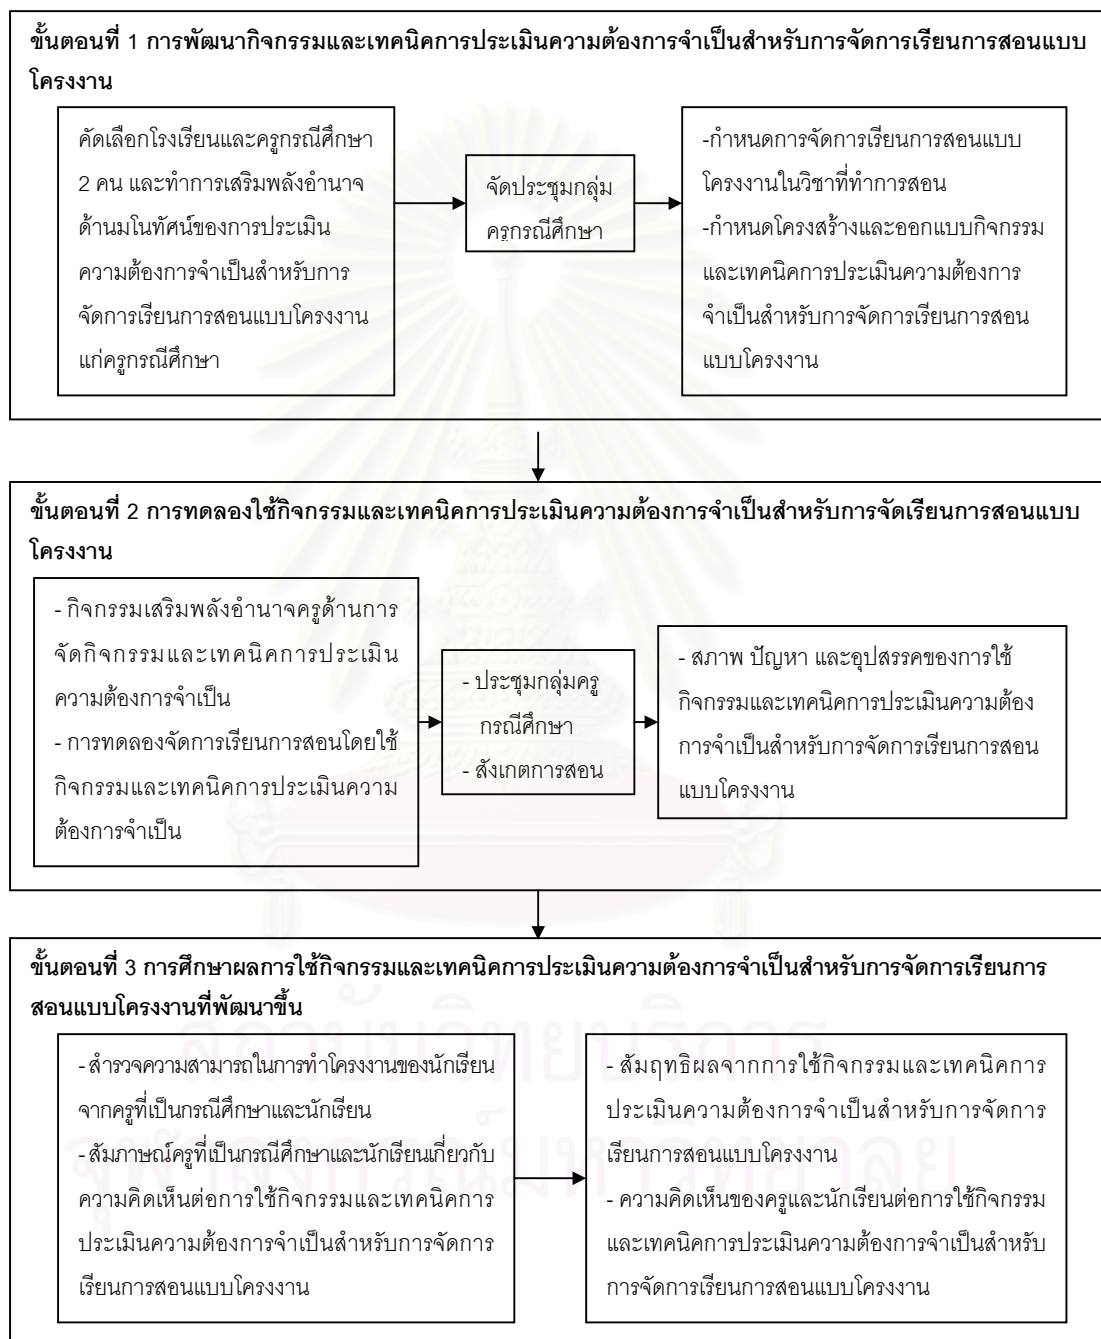 ขั้นตอนที่ 1 การพัฒนากิจกรรมและเทคนิคการประเมินความต้องการจำเป็นสำหรับการจัดการเรียนการสอนแบบ
โครงงาน
คัดเลือกโรงเรียนและครูกรณีศึกษา
2 คน และทำการเสริมพลังอำนาจ
ด้านมโนทัศน์ของการประเมิน
ความต้องการจำเป็นสำหรับการ
จัดการเรียนการสอนแบบโครงงาน
แก่ครูกรณีศึกษา
จัดประชุมกลุ่ม
ครูกรณีศึกษา
-กำหนดการจัดการเรียนการสอนแบบ
โครงงานในวิชาที่ทำการสอน
-กำหนดโครงสร้างและออกแบบกิจกรรม
และเทคนิคการประเมินความต้องการ
จำเป็นสำหรับการจัดการเรียนการสอน
แบบโครงงาน
ขั้นตอนที่ 2 การทดลองใช้กิจกรรมและเทคนิคการประเมินความต้องการจำเป็นสำหรับการจัดเรียนการสอนแบบ
โครงงาน
- กิจกรรมเสริมพลังอำนาจครูด้านการ
จัดกิจกรรมและเทคนิคการประเมิน
ความต้องการจำเป็น
- การทดลองจัดการเรียนการสอนโดยใช้
กิจกรรมและเทคนิคการประเมินความ
ต้องการจำเป็น
- ประชุมกลุ่มครู
กรณีศึกษา
- สังเกตการสอน
- สภาพ ปัญหา และอุปสรรคของการใช้
กิจกรรมและเทคนิคการประเมินความต้อง
การจำเป็นสำหรับการจัดการเรียนการสอน
แบบโครงงาน
ขั้นตอนที่ 3 การศึกษาผลการใช้กิจกรรมและเทคนิคการประเมินความต้องการจำเป็นสำหรับการจัดการเรียนการ
สอนแบบโครงงานที่พัฒนาขึ้น
- สำรวจความสามารถในการทำโครงงานของนักเรียน
จากครูที่เป็นกรณีศึกษาและนักเรียน
- สัมภาษณ์ครูที่เป็นกรณีศึกษาและนักเรียนเกี่ยวกับ
ความคิดเห็นต่อการใช้กิจกรรมและเทคนิคการ
ประเมินความต้องการจำเป็นสำหรับการจัดการ
เรียนการสอนแบบโครงงาน
- สัมฤทธิผลจากการใช้กิจกรรมและเทคนิคการ
ประเมินความต้องการจำเป็นสำหรับการจัดการ
เรียนการสอนแบบโครงงาน
- ความคิดเห็นของครูและนักเรียนต่อการใช้กิจกรรม
และเทคนิคการประเมินความต้องการจำเป็นสำหรับ
การจัดการเรียนการสอนแบบโครงงาน
สถาบันวิทยบริการ
จุฬาลงกรณ์มหาวิทยาลัย